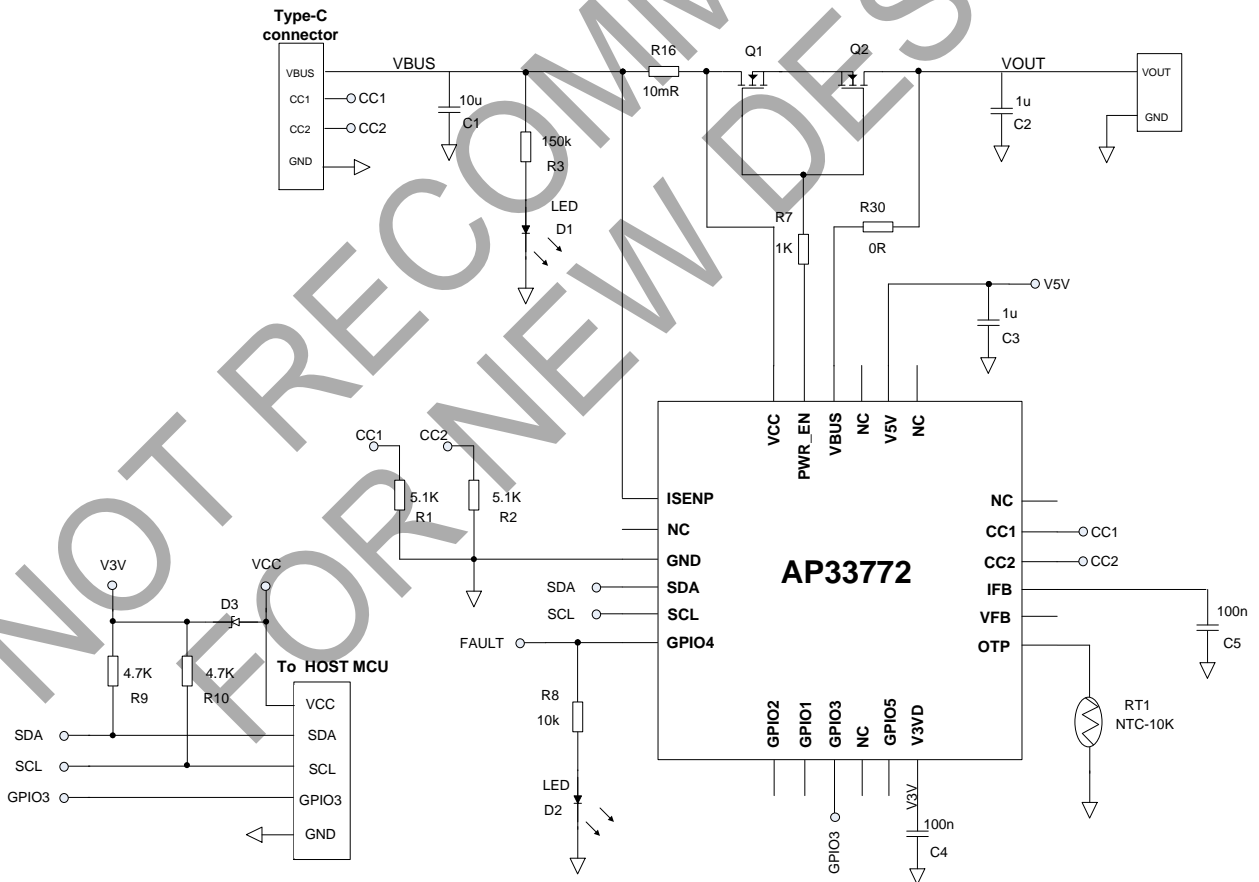 Type-C
connector
VBUS
CC1
CC2
GND
CC1
CC2
VBUS
10u
C1
150k
R3
LED
D1
R16
10mR
Q1
Q2
VOUT
1u
C2
VOUT
GND
R7
1K
R30
0R
V5V
1u
C3
CC1
CC2
5.1K
R1
5.1K
R2
VCC
PWR_EN
VBUS
NC
V5V
NC
ISENP
NC
GND
SDA
SCL
GPIO4
AP33772
NC
CC1
CC2
IFB
VFB
OTP
CC1
CC2
100n
C5
RT1
NTC-10K
GPIO2
GPIO1
GPIO3
NC
GPIO5
V3VD
GPIO3
V3V
100n
C4
SDA
SCL
FAULT
R8
10k
LED
D2
V3V
VCC
D3
4.7K
R9
4.7K
R10
To HOST MCU
VCC
SDA
SCL
GPIO3
GND
SDA
SCL
GPIO3
NOT RECOMM
FOR NEW DES